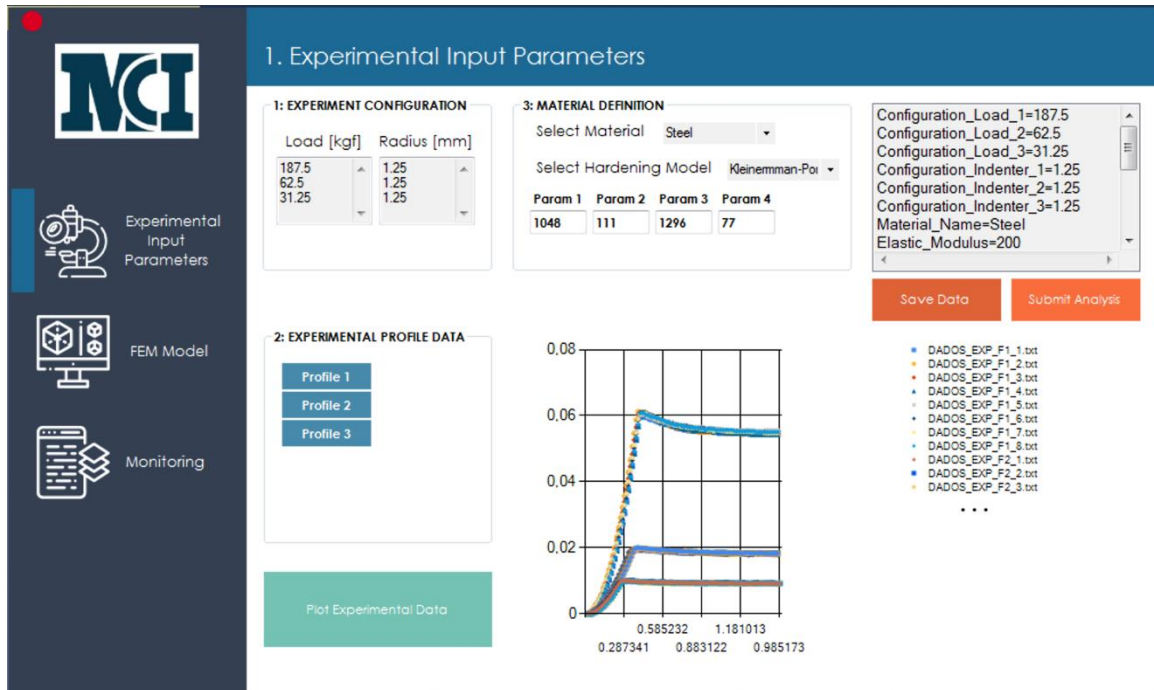 MCI
1. Experimental Input Parameters
Experimental
Input
Parameters
FEM Model
Monitoring
1: EXPERIMENT CONFIGURATION
Load [kgf] Radius [mm]
187.5 1.25
62.5 1.25
31.25 1.25
3: MATERIAL DEFINITION
Select Material Steel
Select Hardening Model Kleinermman-Por
Param 1 Param 2 Param 3 Param 4
1048 111 1296 77
Configuration_Load_1=187.5
Configuration_Load_2=62.5
Configuration_Load_3=31.25
Configuration_Indenter_1=1.25
Configuration_Indenter_2=1.25
Configuration_Indenter_3=1.25
Material_Name=Steel
Elastic_Modulus=200
Save Data Submit Analysis
2: EXPERIMENTAL PROFILE DATA
Profile 1
Profile 2
Profile 3
Plot Experimental Data
0,08
0,06
0,04
0,02
0
0.585232 1.181013
0.287341 0.883122 0.985173
DADOS_EXP_F1_1.txt
DADOS_EXP_F1_2.txt
DADOS_EXP_F1_3.txt
DADOS_EXP_F1_4.txt
DADOS_EXP_F1_5.txt
DADOS_EXP_F1_6.txt
DADOS_EXP_F1_7.txt
DADOS_EXP_F1_8.txt
DADOS_EXP_F2_1.txt
DADOS_EXP_F2_2.txt
DADOS_EXP_F2_3.txt
...